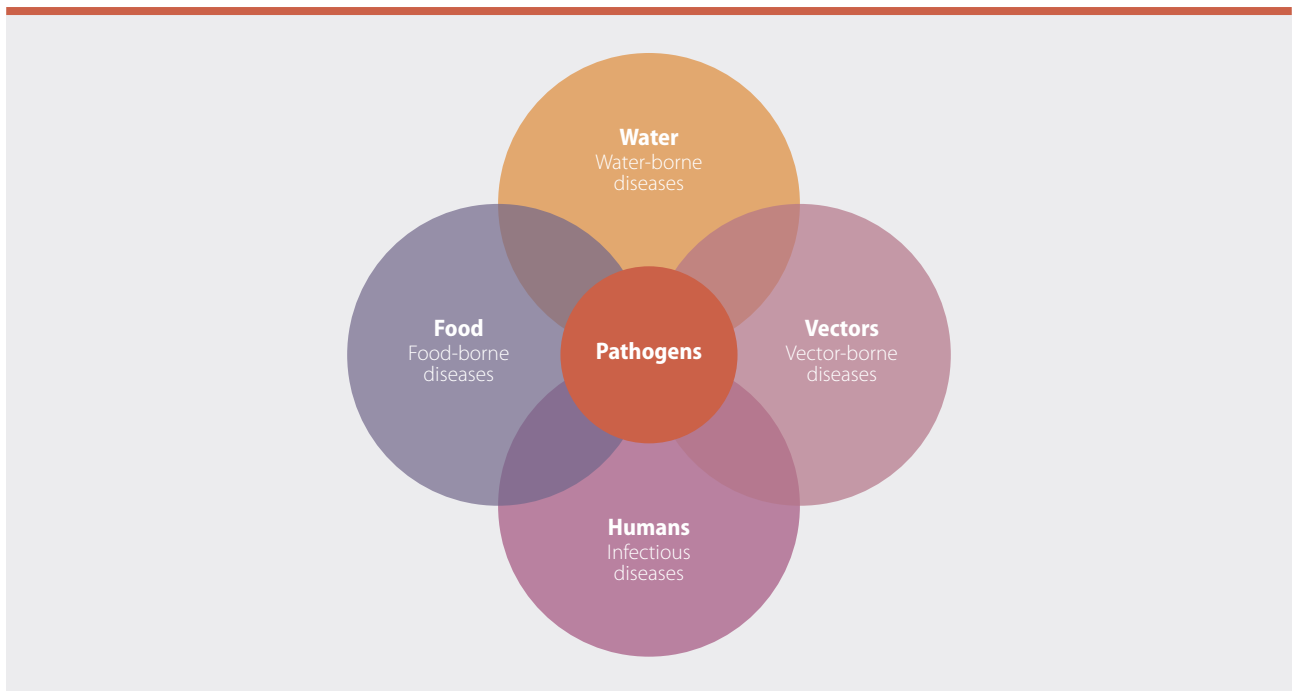 Water
Water-borne
diseases
Food
Food-borne
diseases
Pathogens
Vectors
Vector-borne
diseases
Humans
Infectious
diseases